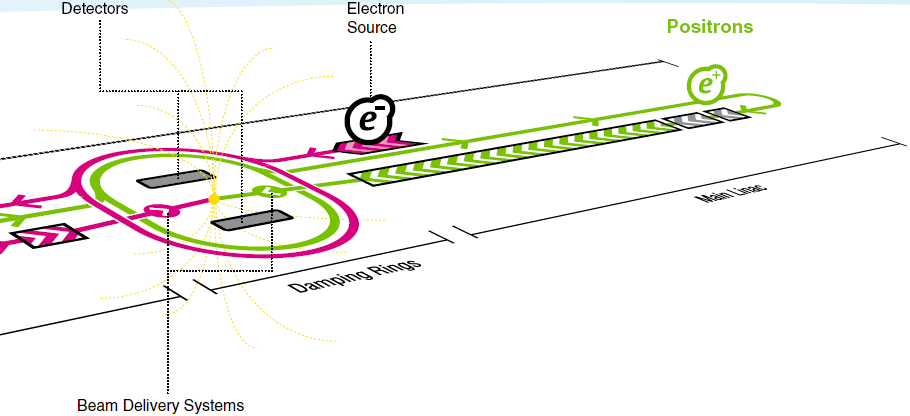 Detectors
Electron
Source
Positrons
e-
e+
Main Linac
Damping Rings
Beam Delivery Systems